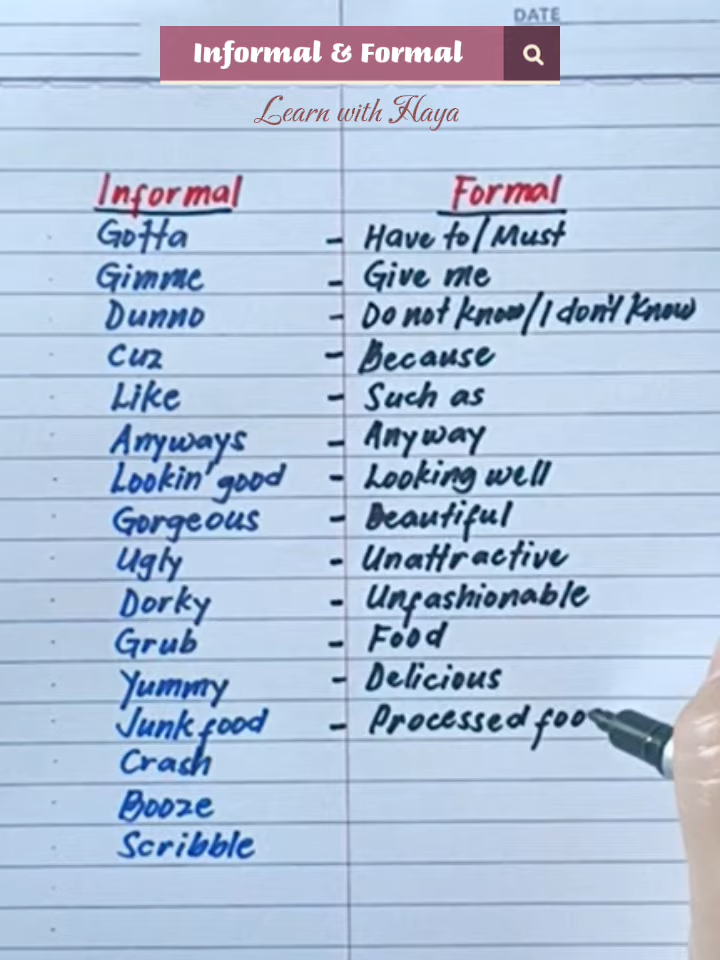 DATE
Informal & Formal
Learn with Haya
Informal Formal
Gotta - Have to/Must
Gimme - Give me
Dunno - Do not know/I don't know
Cuz - Because
Like - Such as
Anyways - Anyway
Lookin' good - Looking well
Gorgeous - Beautiful
Ugly - Unattractive
Dorky - Unfashionable
Grub - Food
Yummy - Delicious
Junk food - Processed foo
Crash
Booze
Scribble